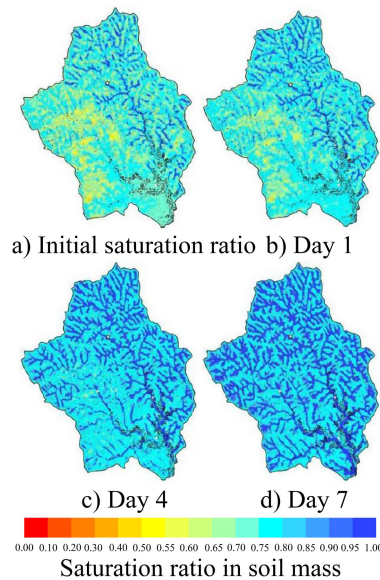 a) Initial saturation ratio b) Day 1
c) Day 4 d) Day 7
0.00 0.10 0.20 0.30 0.40 0.55 0.60 0.65 0.70 0.75 0.80 0.85 0.90 0.95 1.00
Saturation ratio in soil mass